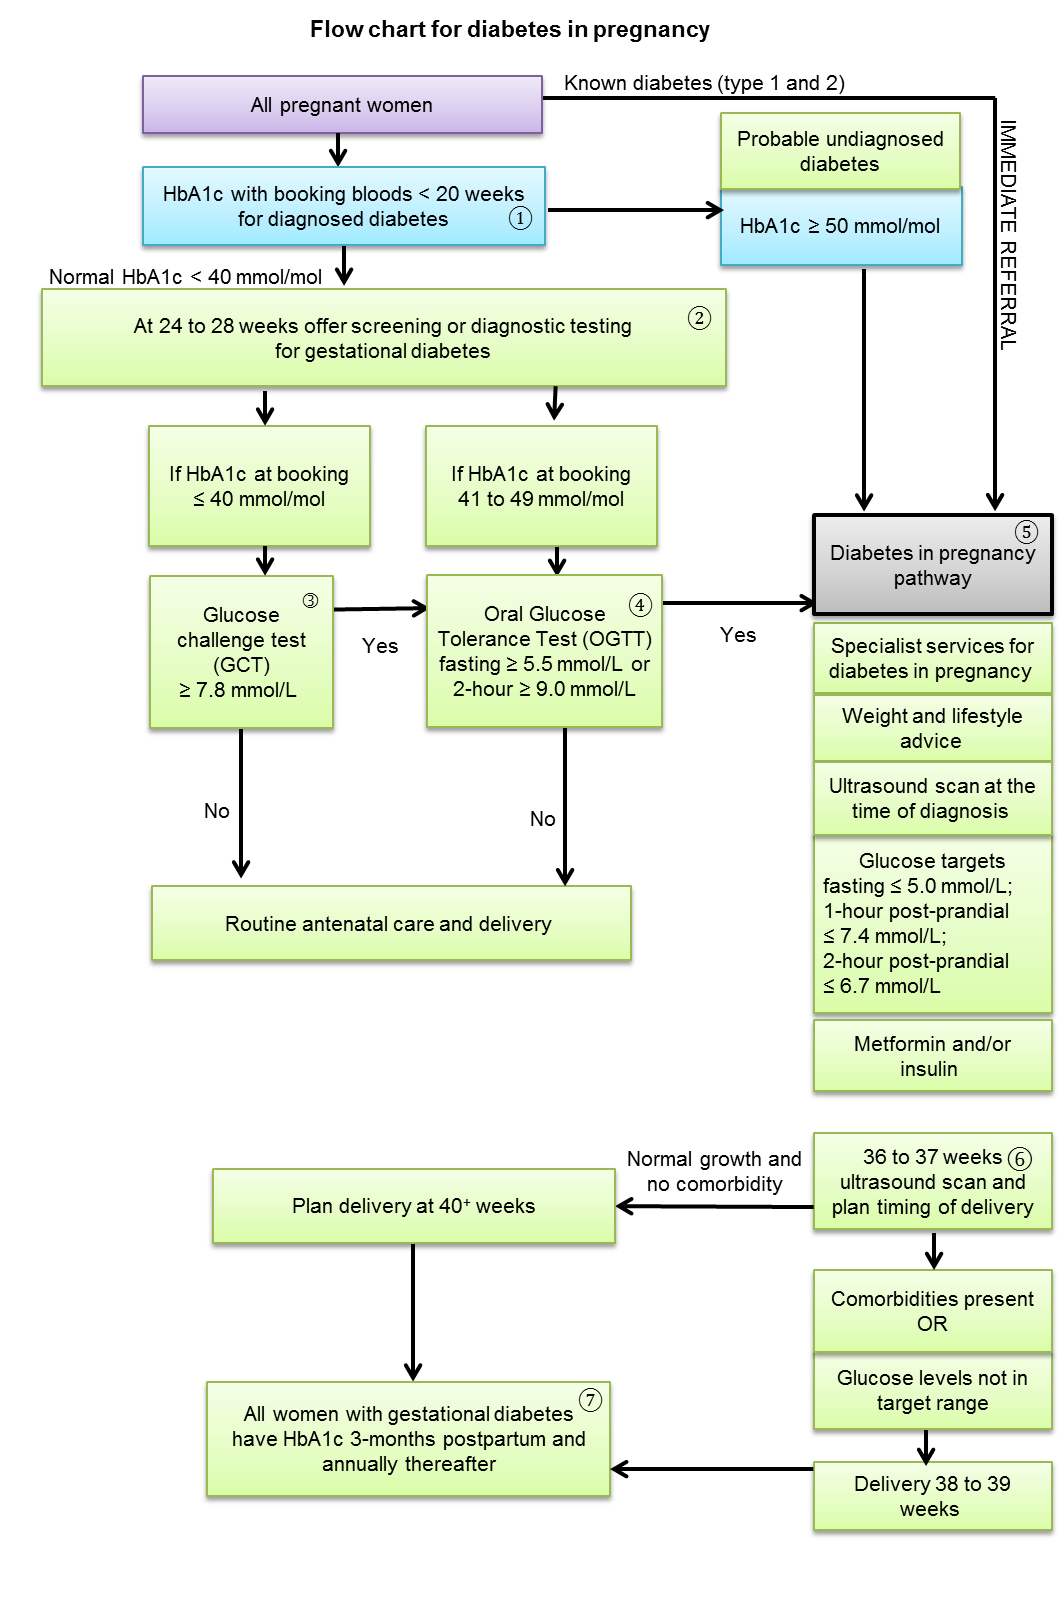 Flow chart for diabetes in pregnancy
Known diabetes (type 1 and 2)
All pregnant women
IMMEDIATE REFERRAL
Probable undiagnosed
diabetes
HbA1c with booking bloods < 20 weeks
for diagnosed diabetes ①
HbA1c ≥ 50 mmol/mol
Normal HbA1c < 40 mmol/mol
At 24 to 28 weeks offer screening or diagnostic testing ②
for gestational diabetes
If HbA1c at booking
≤ 40 mmol/mol
If HbA1c at booking
41 to 49 mmol/mol
⑤
Diabetes in pregnancy
pathway
③
Glucose
challenge test
(GCT)
≥ 7.8 mmol/L
Yes
④
Oral Glucose
Tolerance Test (OGTT)
fasting ≥ 5.5 mmol/L or
2-hour ≥ 9.0 mmol/L
Yes
Specialist services for
diabetes in pregnancy
Weight and lifestyle
advice
Ultrasound scan at the
time of diagnosis
Glucose targets
fasting ≤ 5.0 mmol/L;
1-hour post-prandial
≤ 7.4 mmol/L;
2-hour post-prandial
≤ 6.7 mmol/L
Metformin and/or
insulin
No
No
Routine antenatal care and delivery
36 to 37 weeks ⑥
ultrasound scan and
plan timing of delivery
Normal growth and
no comorbidity
Plan delivery at 40⁺ weeks
Comorbidities present
OR
Glucose levels not in
target range
Delivery 38 to 39
weeks
⑦
All women with gestational diabetes
have HbA1c 3-months postpartum and
annually thereafter